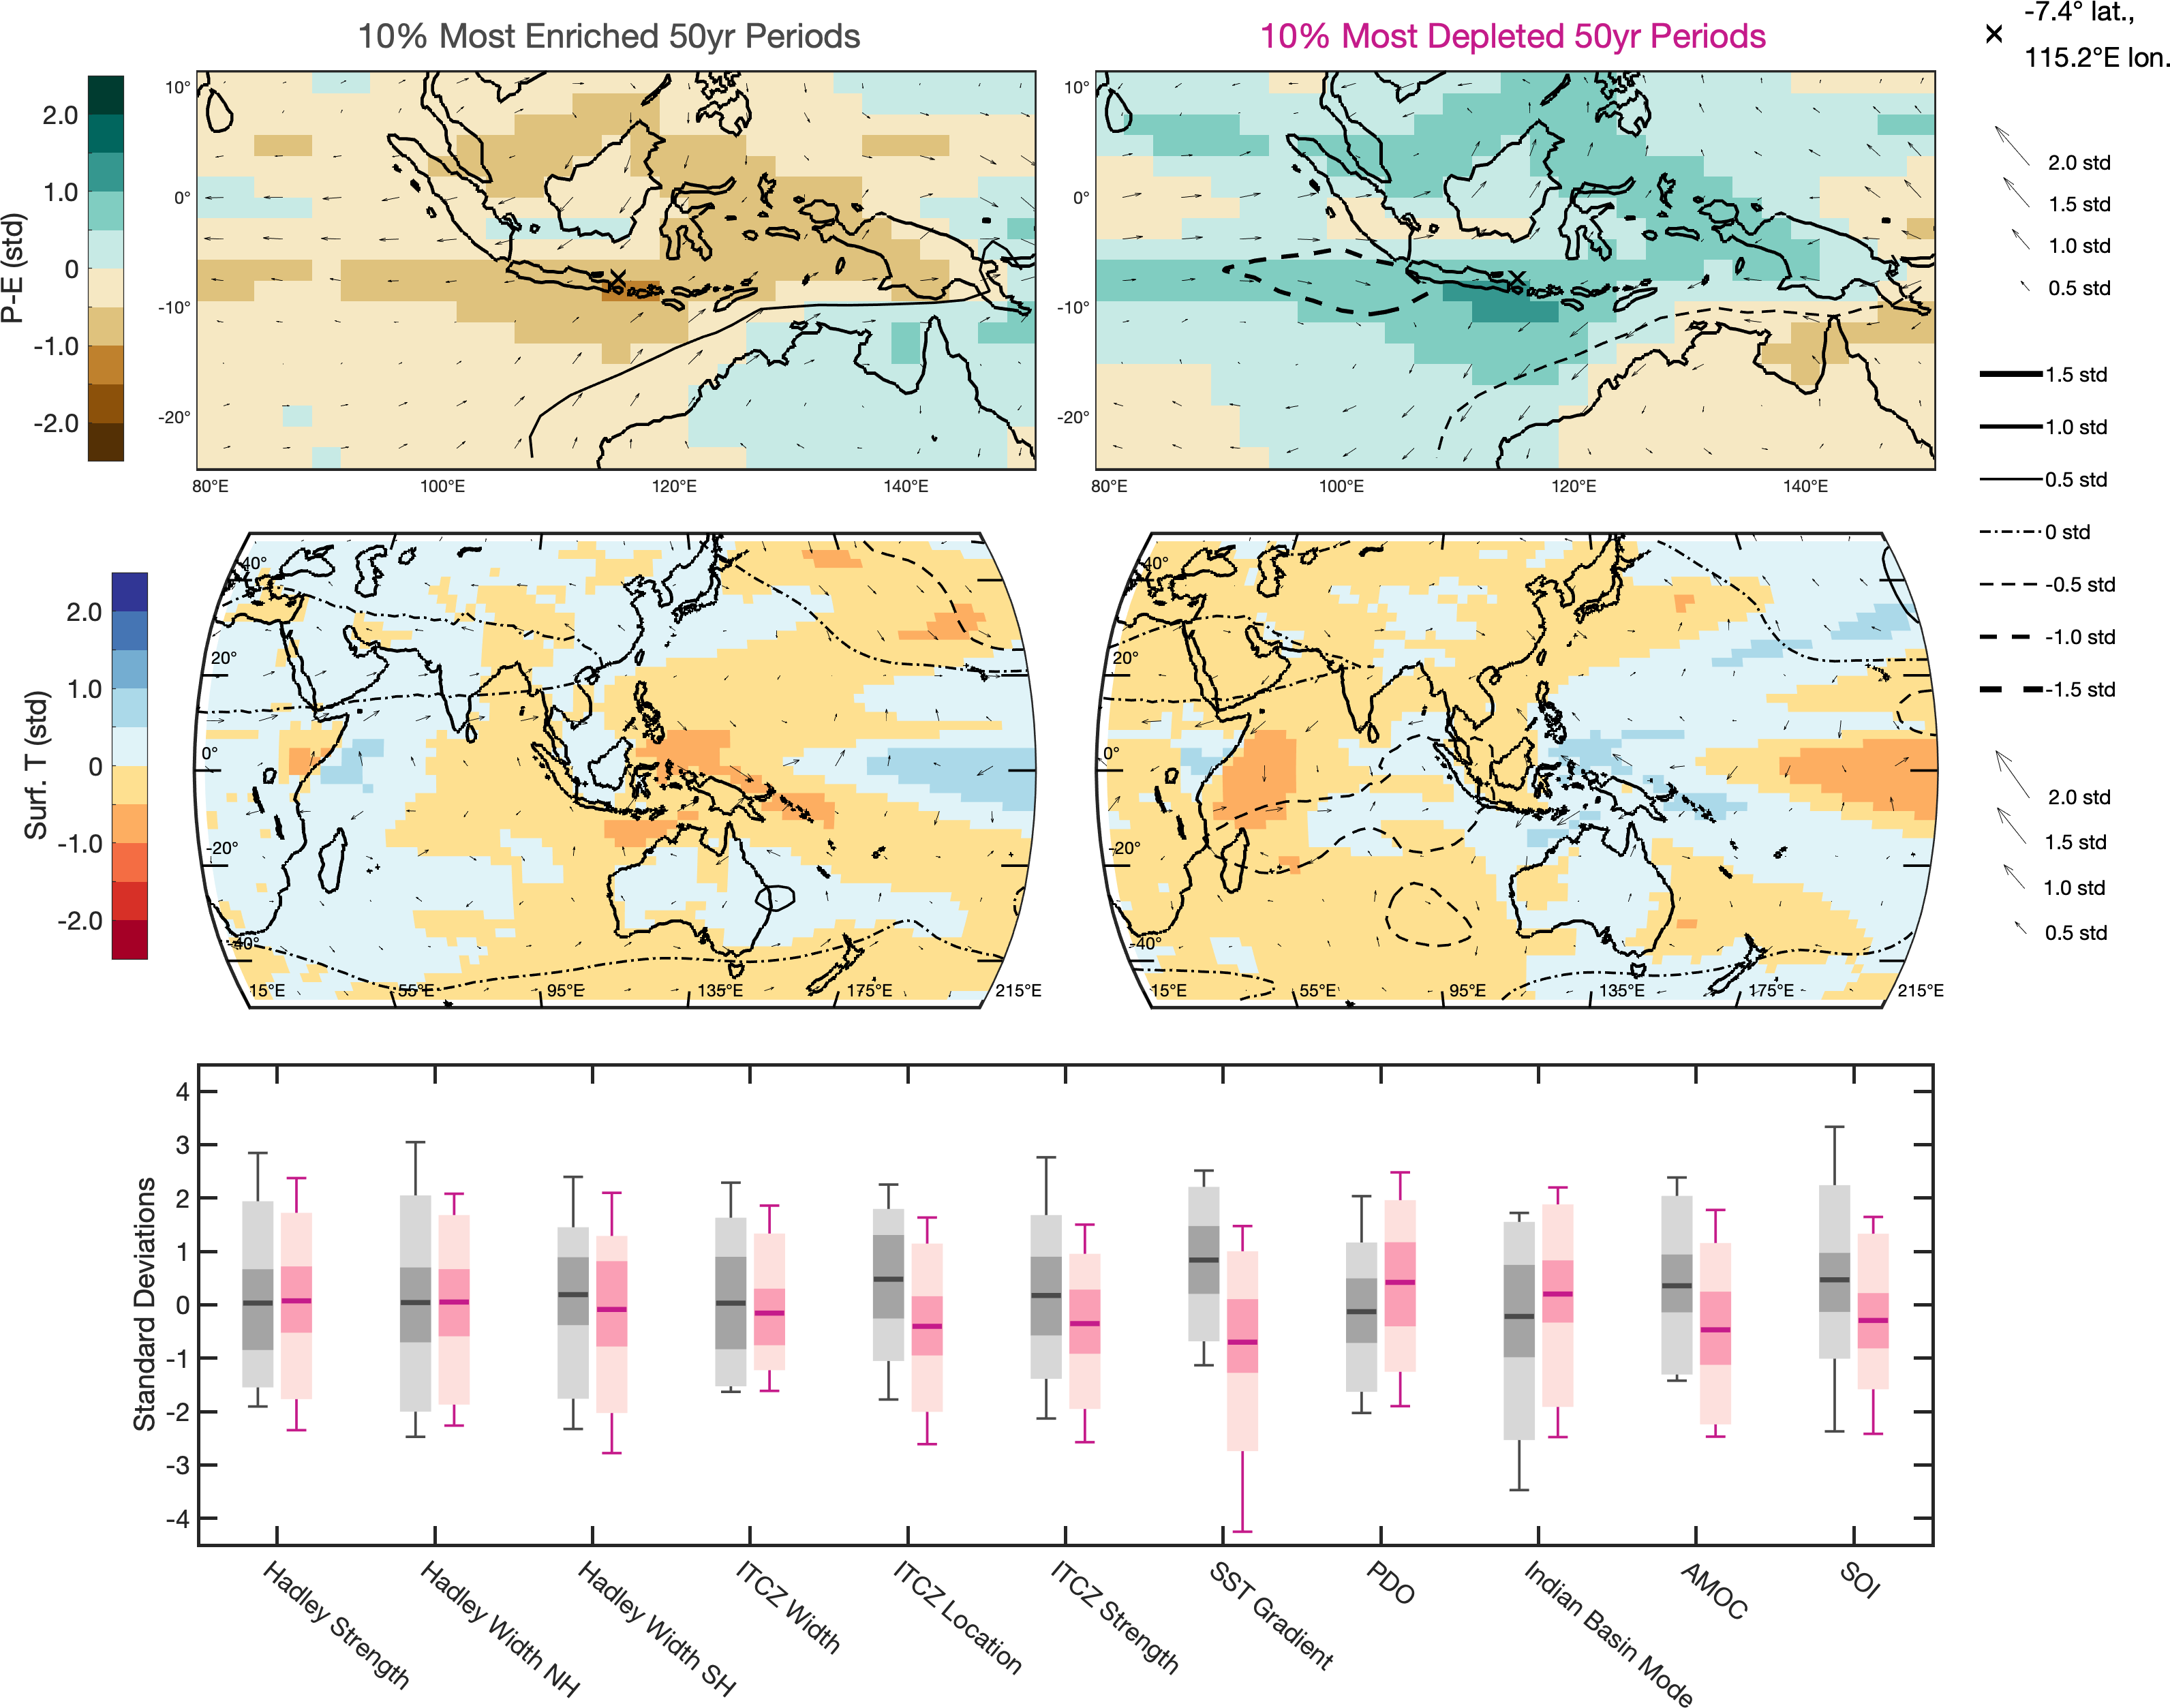 10% Most Enriched 50yr Periods
10% Most Depleted 50yr Periods
-7.4° lat.,
115.2°E lon.
P-E (std)
2.0
1.0
0
-1.0
-2.0
10°
0°
-10°
-20°
80°E
100°E
120°E
140°E
10°
0°
-10°
-20°
80°E
100°E
120°E
140°E
2.0 std
1.5 std
1.0 std
0.5 std
1.5 std
1.0 std
0.5 std
0 std
-0.5 std
-1.0 std
-1.5 std
Surf. T (std)
2.0
1.0
0
-1.0
-2.0
40°
20°
0°
-20°
-40°
15°E
55°E
95°E
135°E
175°E
215°E
40°
20°
0°
-20°
-40°
15°E
55°E
95°E
135°E
175°E
215°E
2.0 std
1.5 std
1.0 std
0.5 std
Standard Deviations
4
3
2
1
0
-1
-2
-3
-4
Hadley Strength
Hadley Width NH
Hadley Width SH
ITCZ Width
ITCZ Location
ITCZ Strength
SST Gradient
PDO
Indian Basin Mode
AMOC
SOI